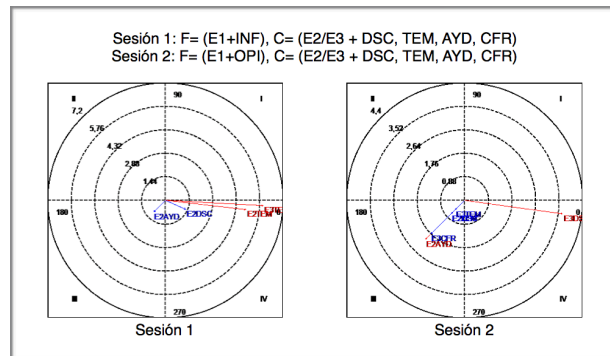 Sesión 1: F= (E1+INF), C= (E2/E3 + DSC, TEM, AYD, CFR)
Sesión 2: F= (E1+OPI), C= (E2/E3 + DSC, TEM, AYD, CFR)
II 90 I
7,2
5,76
4,32
2,88
1,44
180 E2AYD E2DSC E2TEM 0
III 270 IV
II 90 I
4,4
3,52
2,64
1,76
0,88
180 0
E2CFR
E2AYD
III 270 IV
Sesión 1 Sesión 2